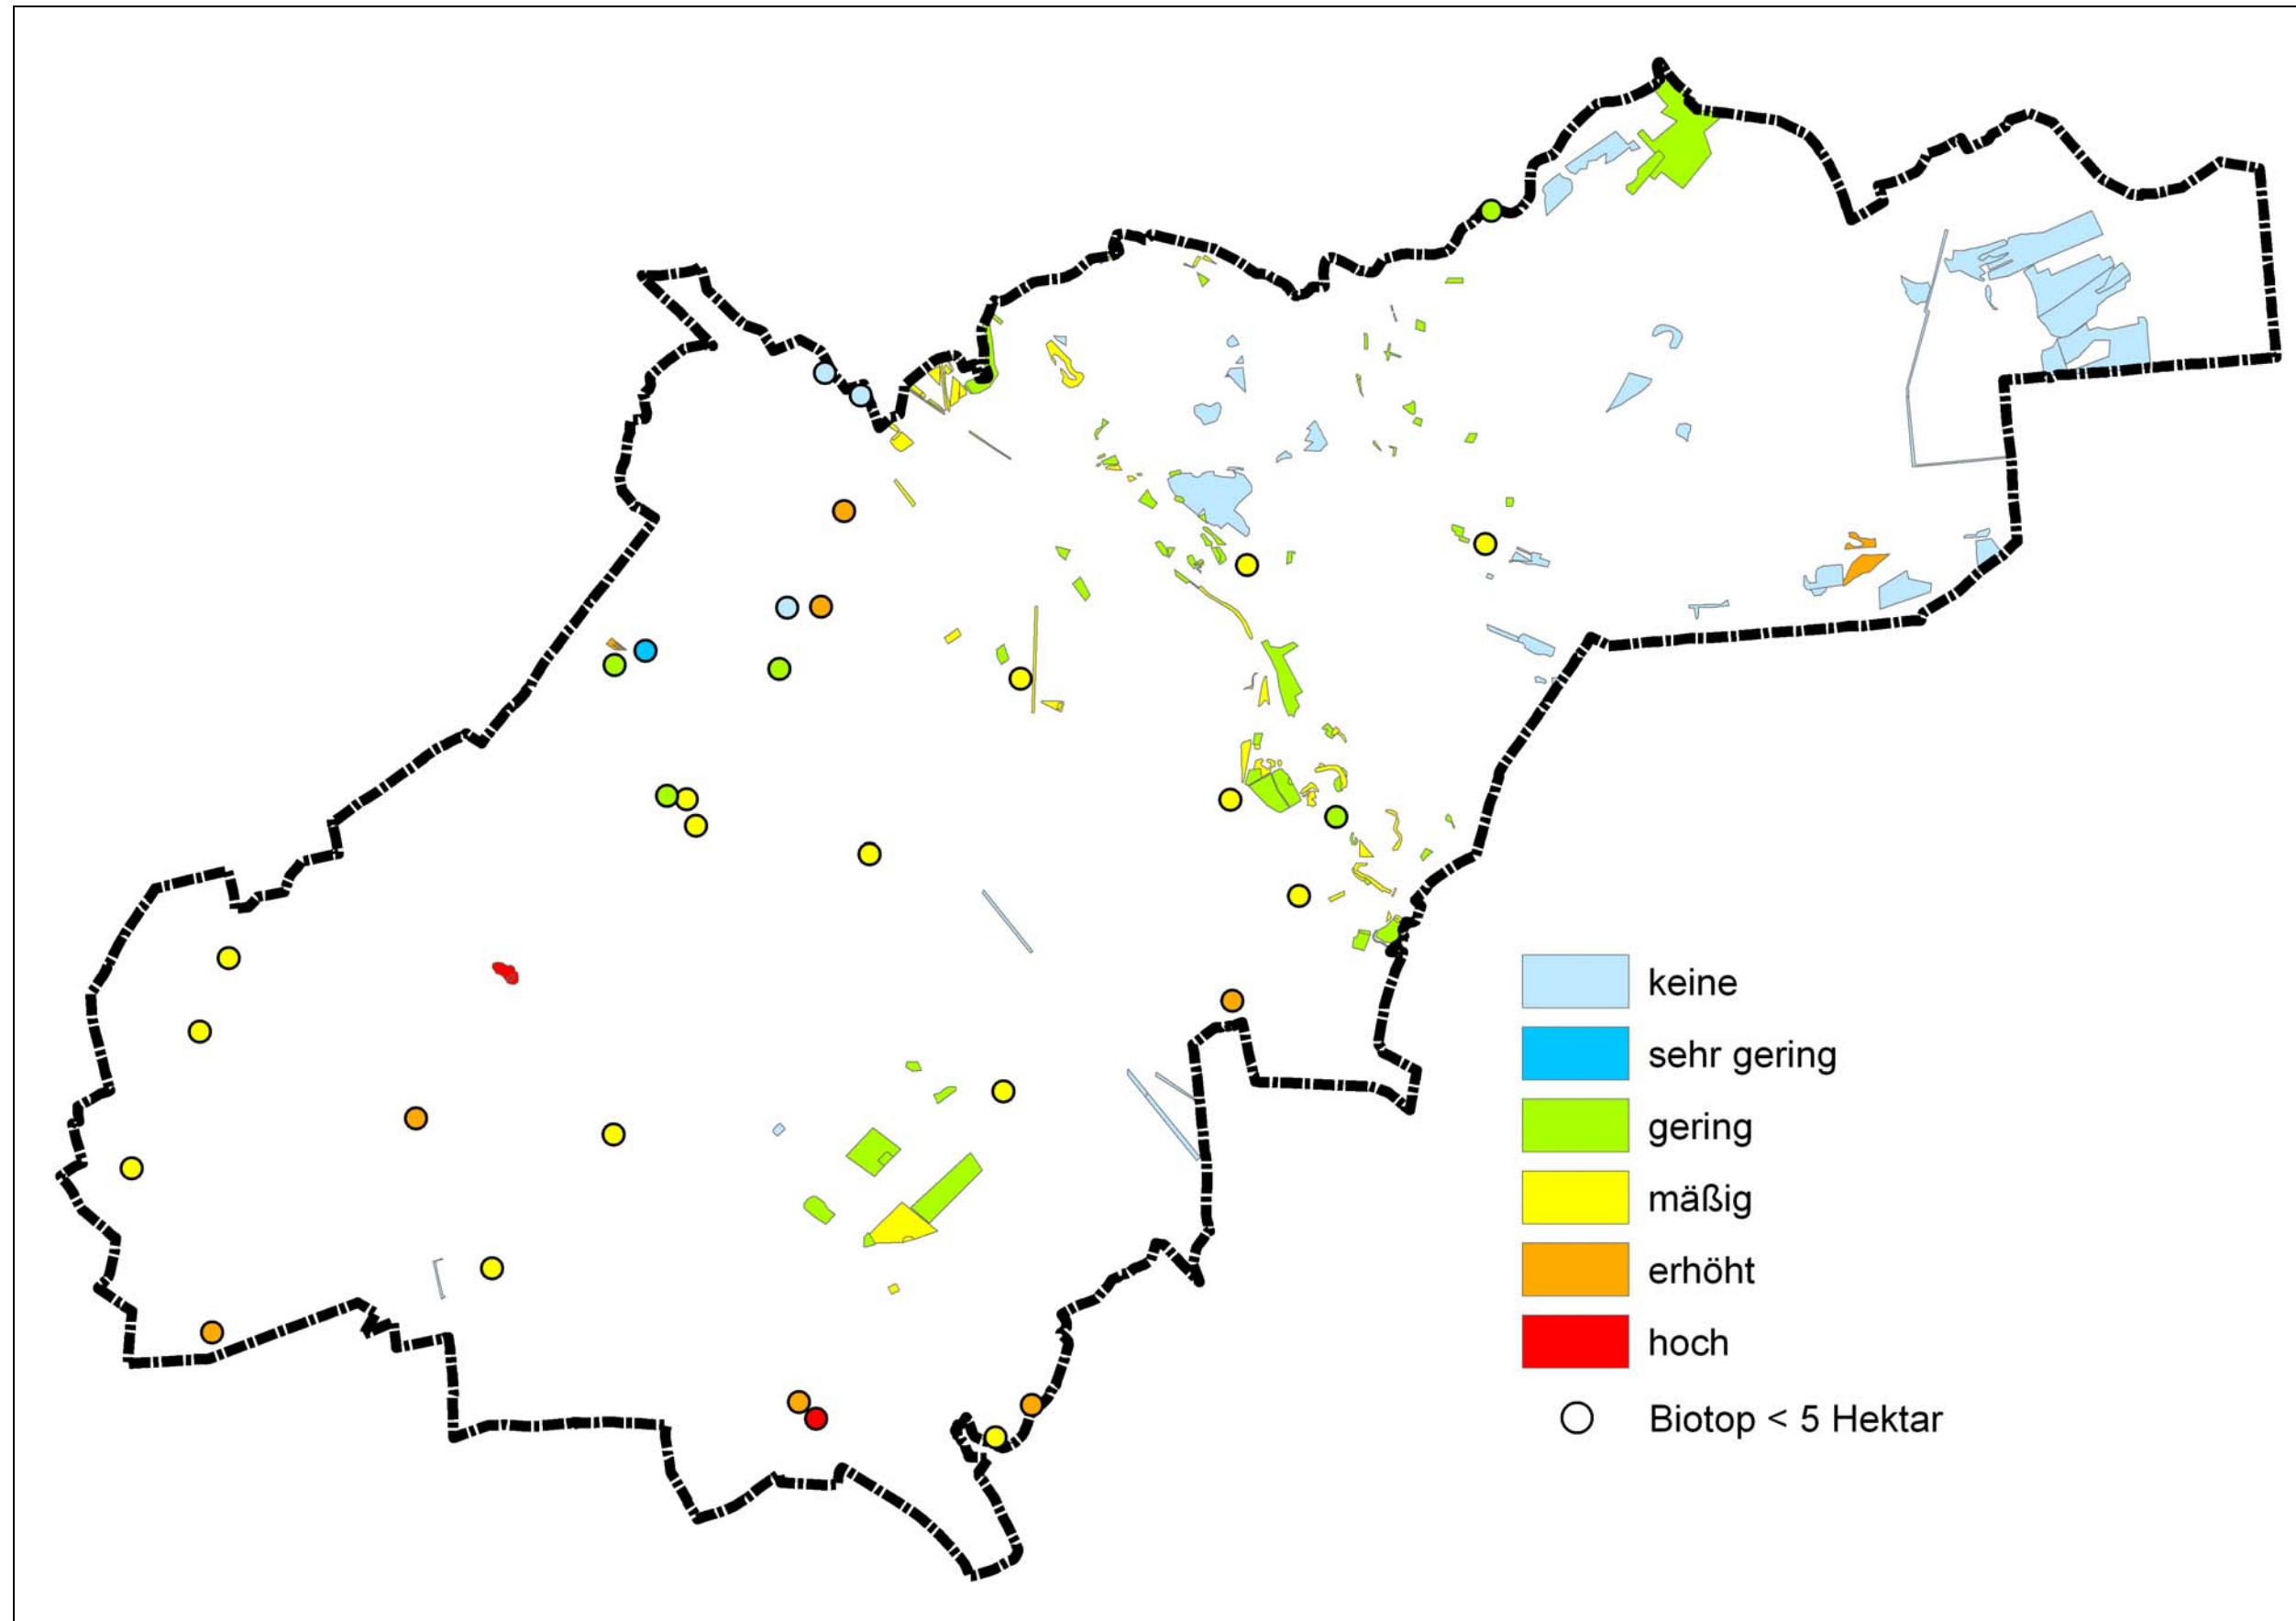 keine
sehr gering
gering
mäßig
erhöht
hoch
Biotop < 5 Hektar